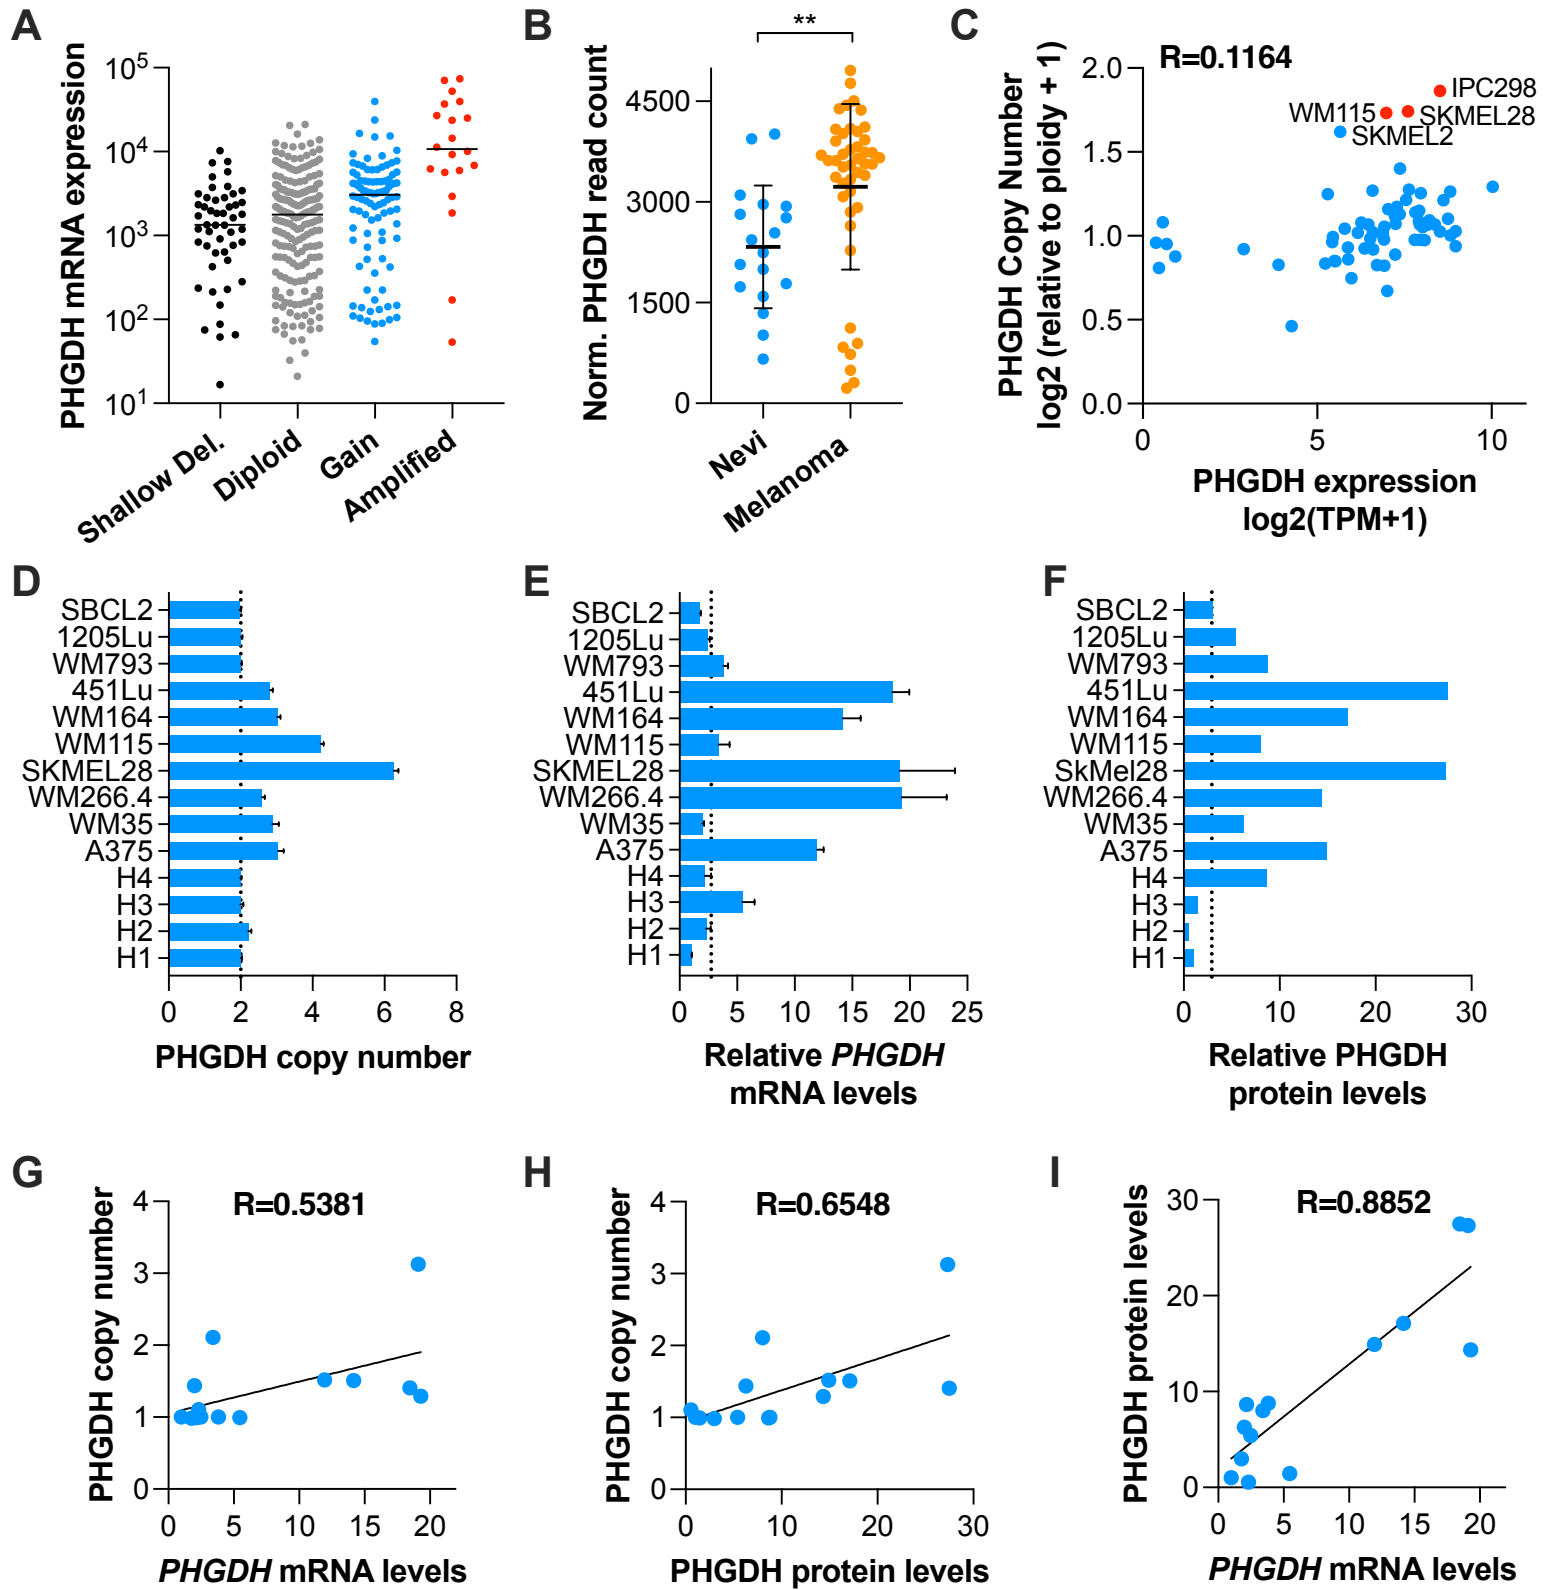 A
PHGDH mRNA expression
10^5
10^4
10^3
10^2
10^1
Shallow Del.
Diploid
Gain
Amplified
B
**
Norm. PHGDH read count
4500
3000
1500
0
Nevi
Melanoma
C
R=0.1164
PHGDH Copy Number
log2 (relative to ploidy + 1)
2.0
1.5
1.0
0.5
0.0
IPC298
WM115
SKMEL28
SKMEL2
0
5
10
PHGDH expression
log2(TPM+1)
D
SBCL2
1205Lu
WM793
451Lu
WM164
WM115
SKMEL28
WM266.4
WM35
A375
H4
H3
H2
H1
0
2
4
6
8
PHGDH copy number
E
SBCL2
1205Lu
WM793
451Lu
WM164
WM115
SKMEL28
WM266.4
WM35
A375
H4
H3
H2
H1
0
5
10
15
20
25
Relative PHGDH
mRNA levels
F
SBCL2
1205Lu
WM793
451Lu
WM164
WM115
SkMel28
WM266.4
WM35
A375
H4
H3
H2
H1
0
10
20
30
Relative PHGDH
protein levels
G
R=0.5381
PHGDH copy number
4
3
2
1
0
0
5
10
15
20
PHGDH mRNA levels
H
R=0.6548
PHGDH copy number
4
3
2
1
0
0
10
20
30
PHGDH protein levels
I
R=0.8852
PHGDH protein levels
30
20
10
0
0
5
10
15
20
PHGDH mRNA levels